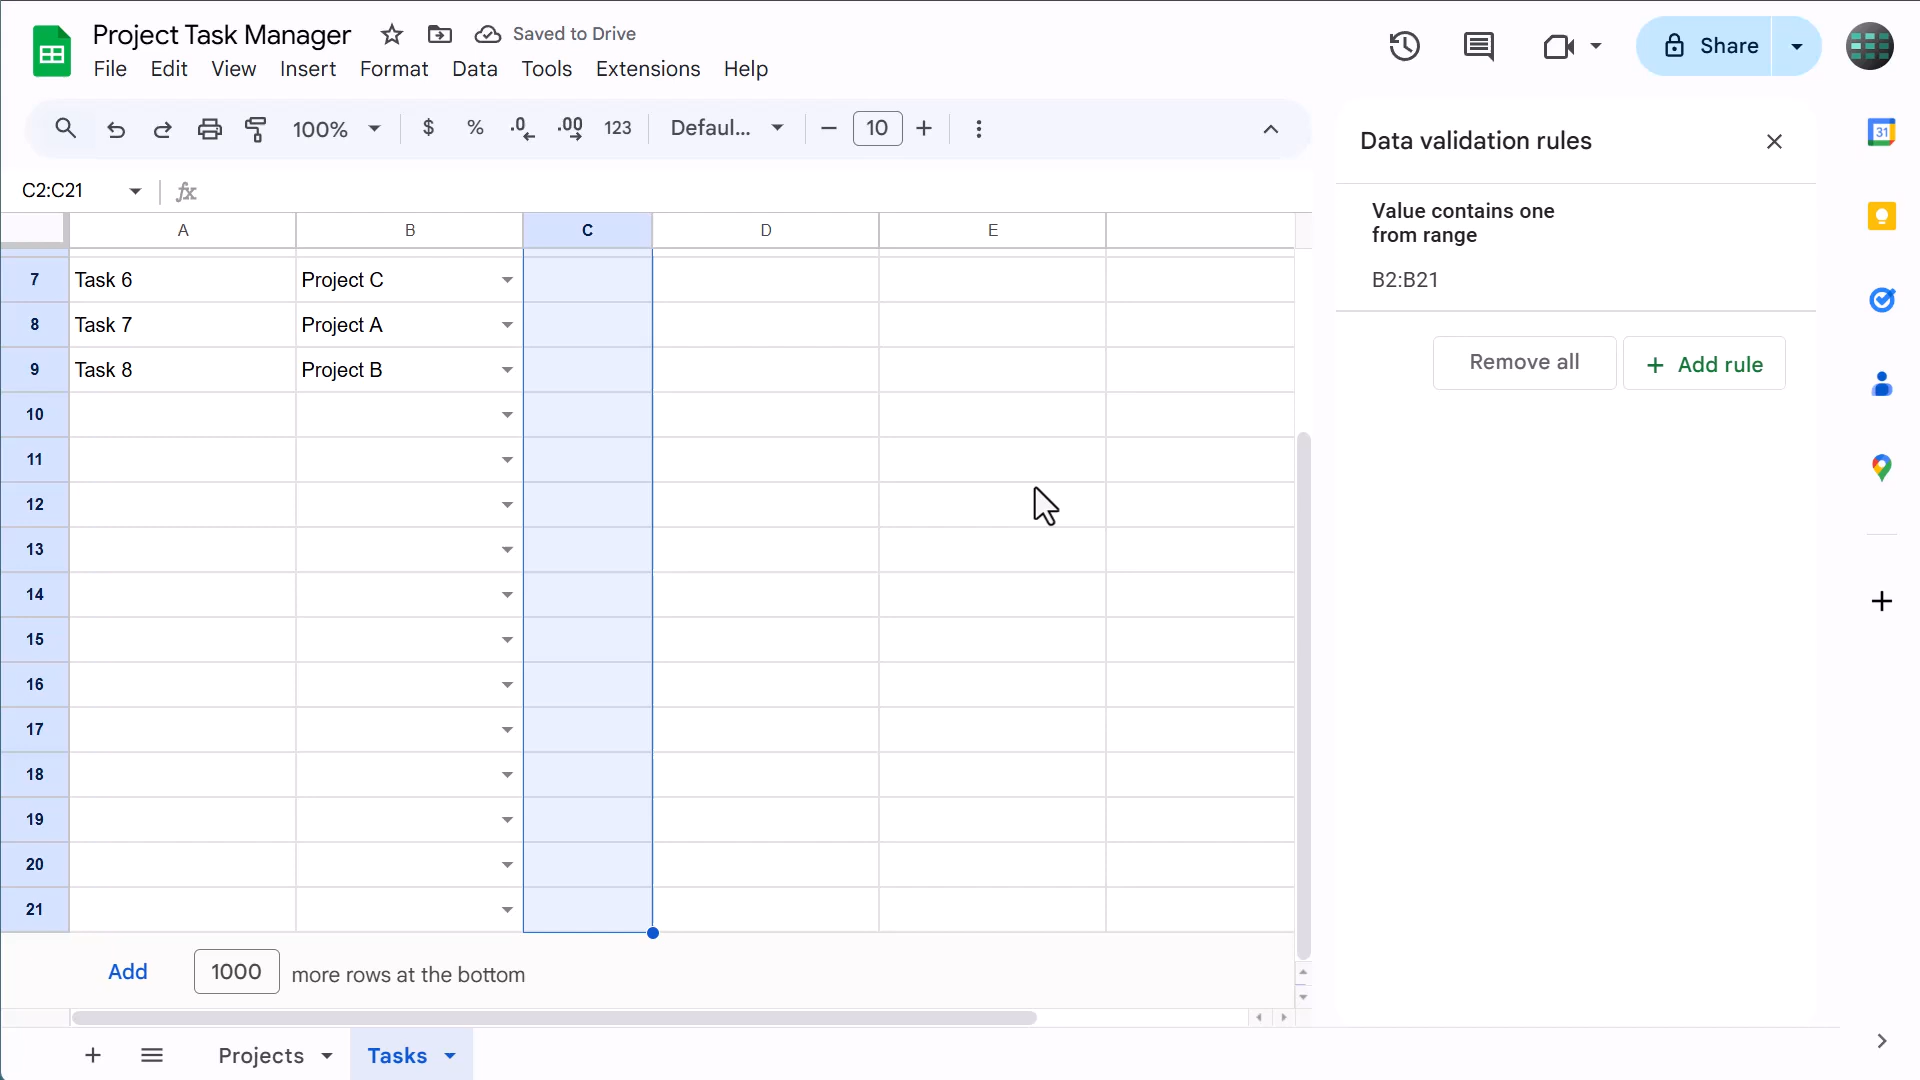 Project Task Manager Saved to Drive
File Edit View Insert Format Data Tools Extensions Help
Share
100% $ % .0 .00 123 Defaul... 10
C2:C21 fx
Data validation rules
Value contains one
from range
B2:B21
Remove all Add rule
31
A B C D E
7 Task 6 Project C
8 Task 7 Project A
9 Task 8 Project B
10
11
12
13
14
15
16
17
18
19
20
21
Add 1000 more rows at the bottom
Projects Tasks